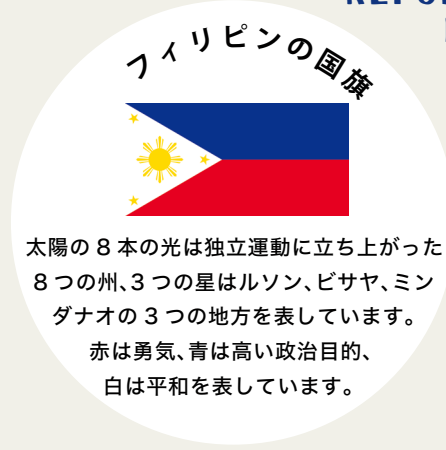 フィリピンの国旗
太陽の8本の光は独立運動に立ち上がった
8つの州、3つの星はルソン、ビサヤ、ミン
ダナオの3つの地方を表しています。
赤は勇気、青は高い政治目的、
白は平和を表しています。